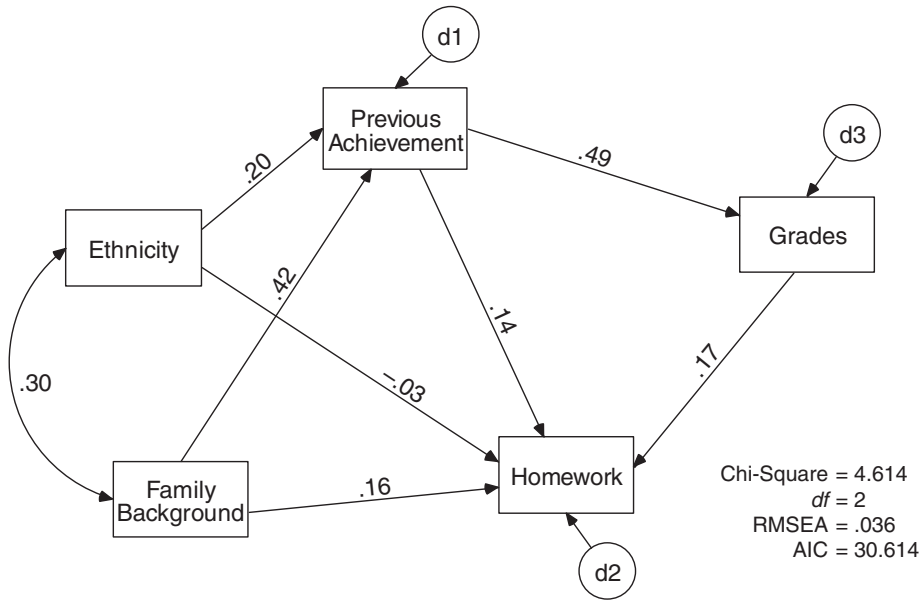 d1
Previous
Achievement
d3
.20
.49
Grades
Ethnicity
.42
.14
.17
–.03
.30
Homework
Family
Background
.16
Chi-Square = 4.614
df = 2
RMSEA = .036
AIC = 30.614
d2